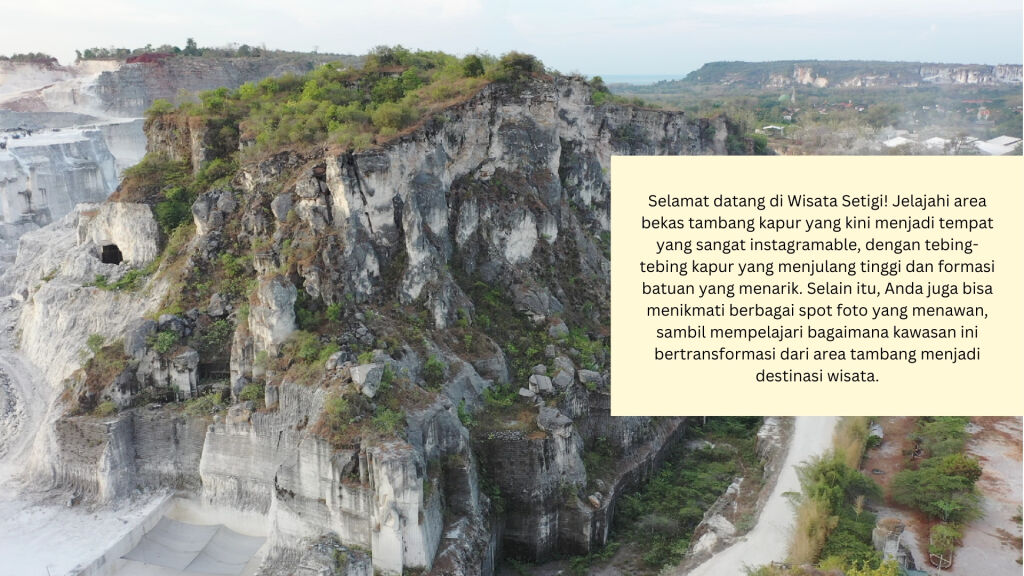 Selamat datang di Wisata Setigi! Jelajahi area
bekas tambang kapur yang kini menjadi tempat
yang sangat instagramable, dengan tebing-
tebing kapur yang menjulang tinggi dan formasi
batuan yang menarik. Selain itu, Anda juga bisa
menikmati berbagai spot foto yang menawan,
sambil mempelajari bagaimana kawasan ini
bertransformasi dari area tambang menjadi
destinasi wisata.